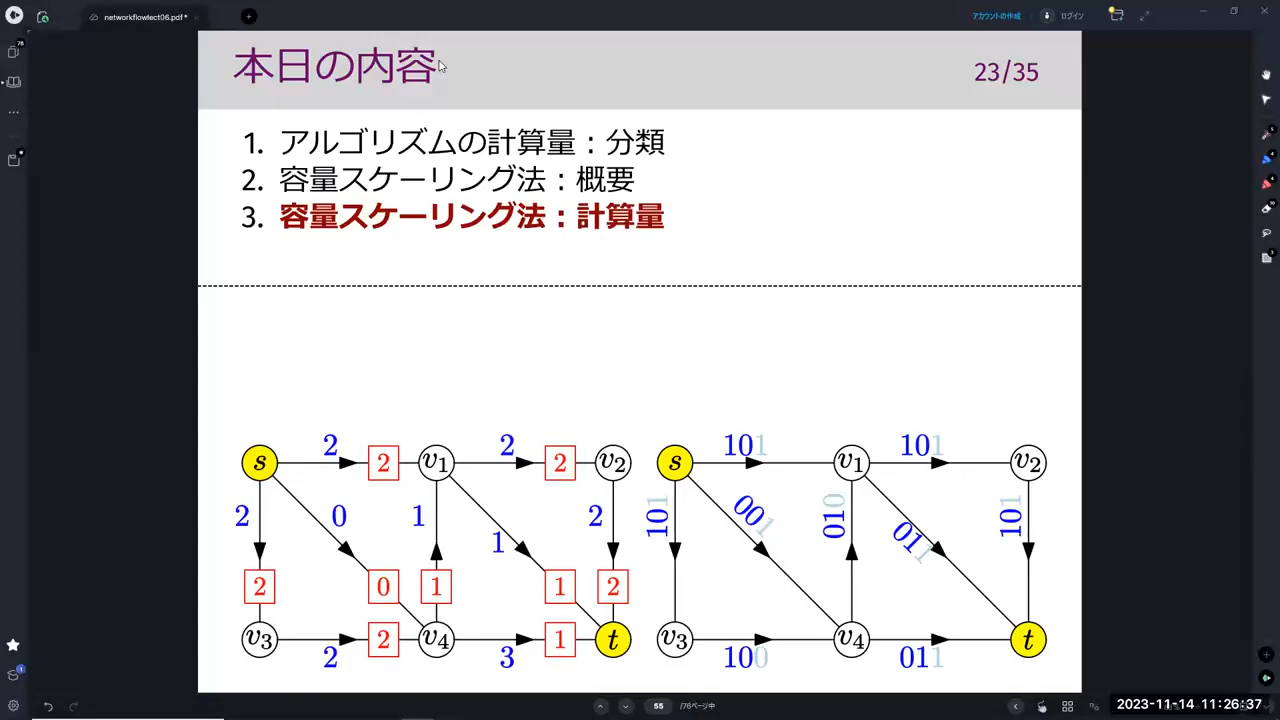 networkflowlect06.pdf *
アカウントの作成
ログイン
本日の内容
23/35
1. アルゴリズムの計算量：分類
2. 容量スケーリング法：概要
3. 容量スケーリング法：計算量
s 2 2 v1 2 2 v2
2 0 1 1 2
2 0 1 1 2
v3 2 2 v4 3 1 t
s 101 v1 101 v2
101 001 010 011 101
v3 100 v4 011 t
55 /76ページ中
2023-11-14 11:26:37